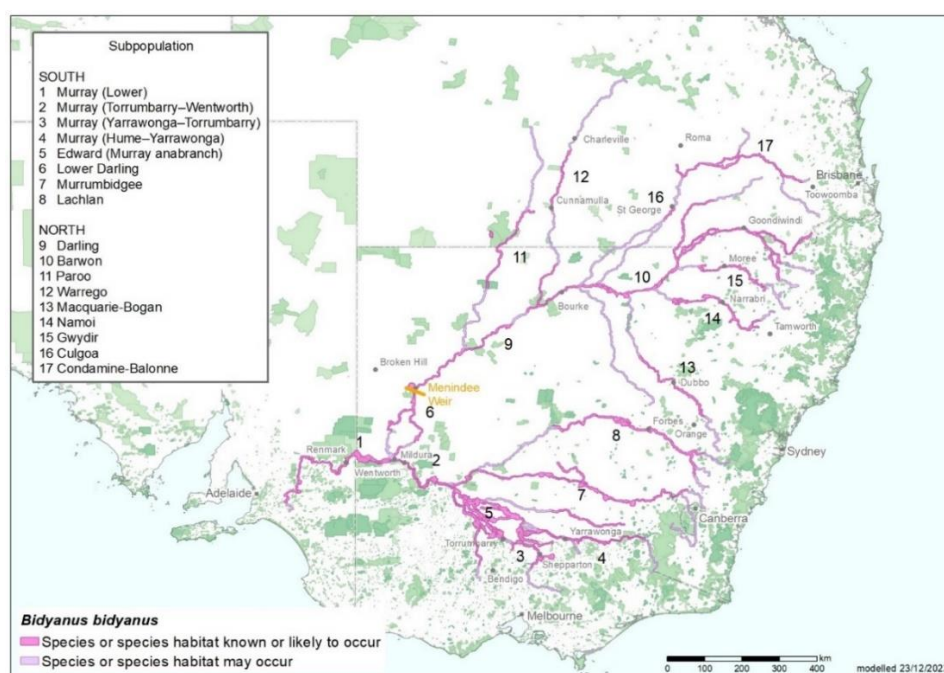 Subpopulation
SOUTH
1 Murray (Lower)
2 Murray (Torrumbarry–Wentworth)
3 Murray (Yarrawonga–Torrumbarry)
4 Murray (Hume–Yarrawonga)
5 Edward (Murray anabranch)
6 Lower Darling
7 Murrumbidgee
8 Lachlan
NORTH
9 Darling
10 Barwon
11 Paroo
12 Warrego
13 Macquarie-Bogan
14 Namoi
15 Gwydir
16 Culgoa
17 Condamine-Balonne
Charleville
Roma
17
12
Brisbane
Toowoomba
Cunnamulla
16
St George
Goondiwindi
11
Moree
10
15
Narrabri
14
Bourke
Tamworth
9
Broken Hill
13
Dubbo
Menindee
Weir
6
Forbes
Orange
8
Sydney
1
Renmark
Mildura
2
Wentworth
7
Adelaide
5
Canberra
Yarrawonga
Torrumbarry
3
4
Shepparton
Bendigo
Melbourne
Bidyanus bidyanus
Species or species habitat known or likely to occur
Species or species habitat may occur
km
0 100 200 300 400